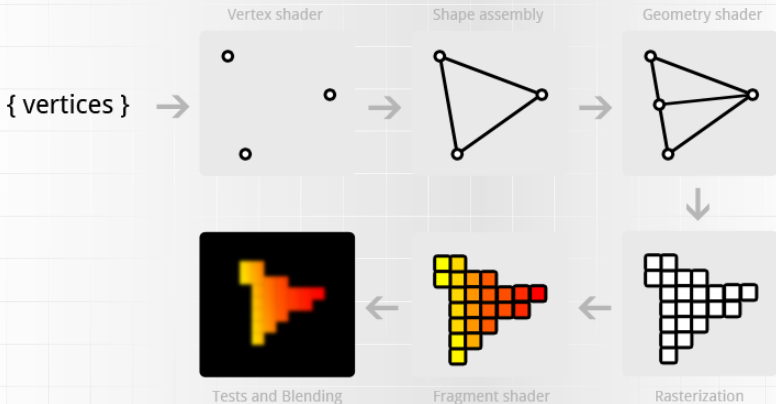 Vertex shader
Shape assembly
Geometry shader
{ vertices }
Tests and Blending
Fragment shader
Rasterization